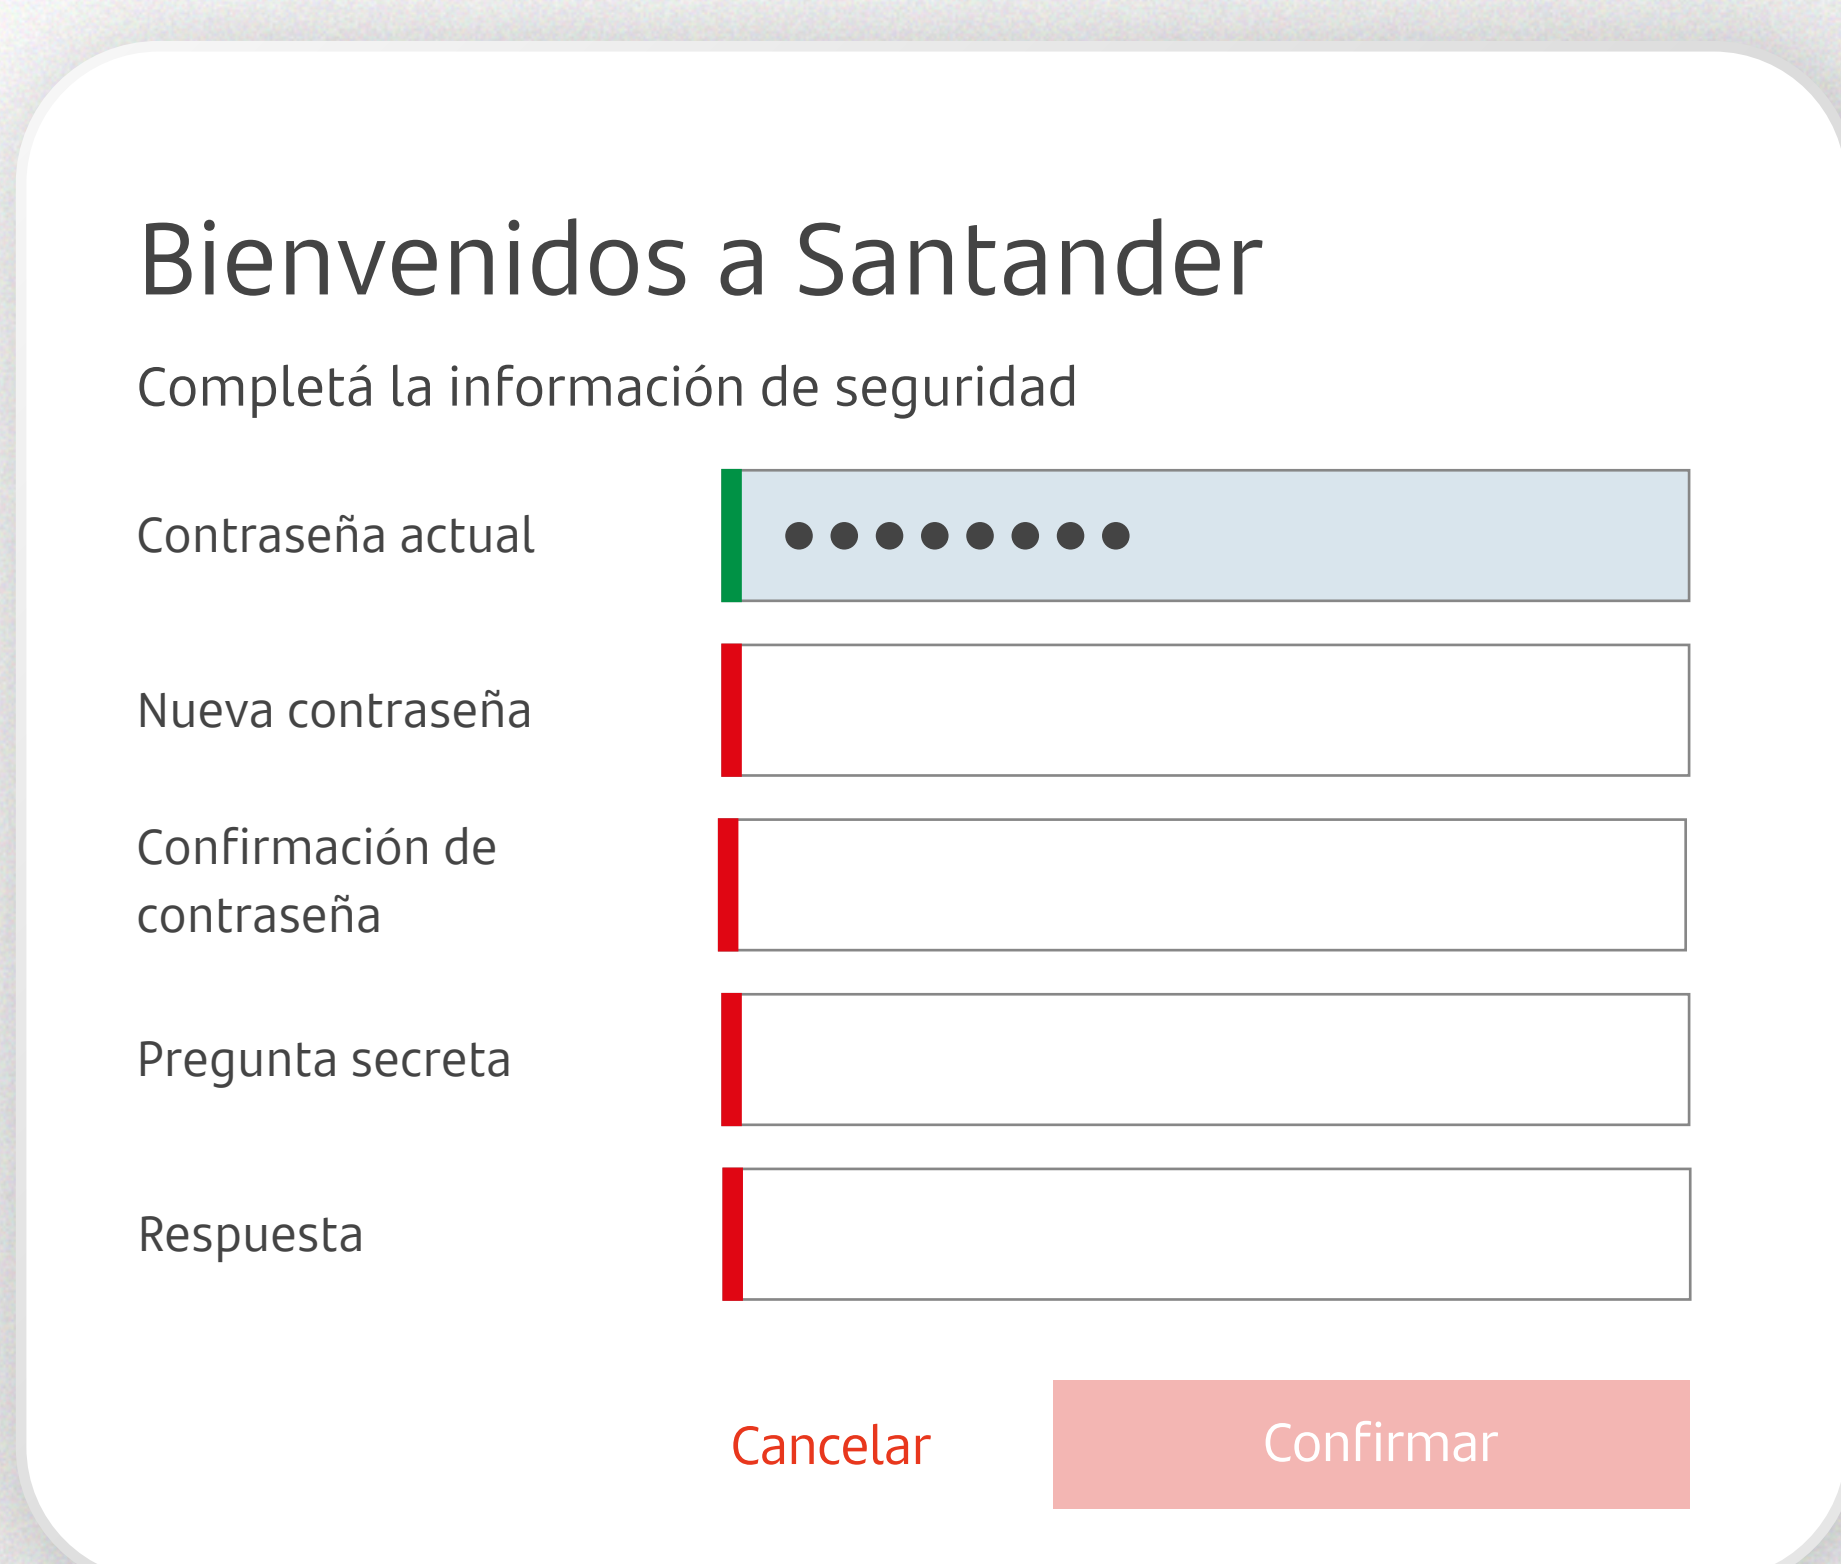 Bienvenidos a Santander
Completá la información de seguridad
Contraseña actual
●●●●●●●●
Nueva contraseña
Confirmación de
contraseña
Pregunta secreta
Respuesta
Cancelar
Confirmar